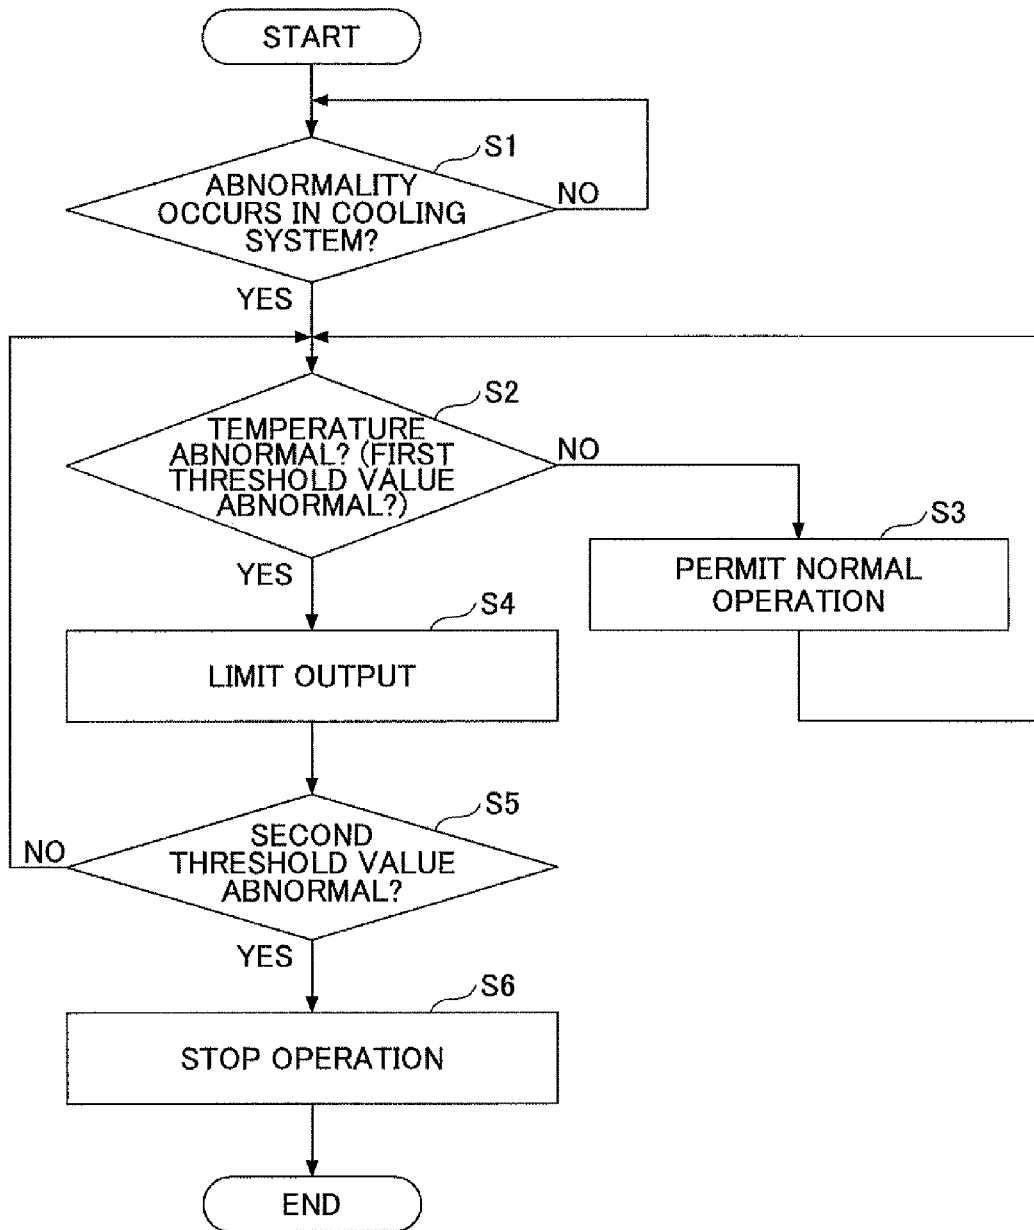 START
S1
ABNORMALITY
OCCURS IN COOLING
SYSTEM?
NO
YES
S2
TEMPERATURE
ABNORMAL? (FIRST
THRESHOLD VALUE
ABNORMAL?)
NO
YES
S3
PERMIT NORMAL
OPERATION
S4
LIMIT OUTPUT
S5
SECOND
THRESHOLD VALUE
ABNORMAL?
NO
YES
S6
STOP OPERATION
END